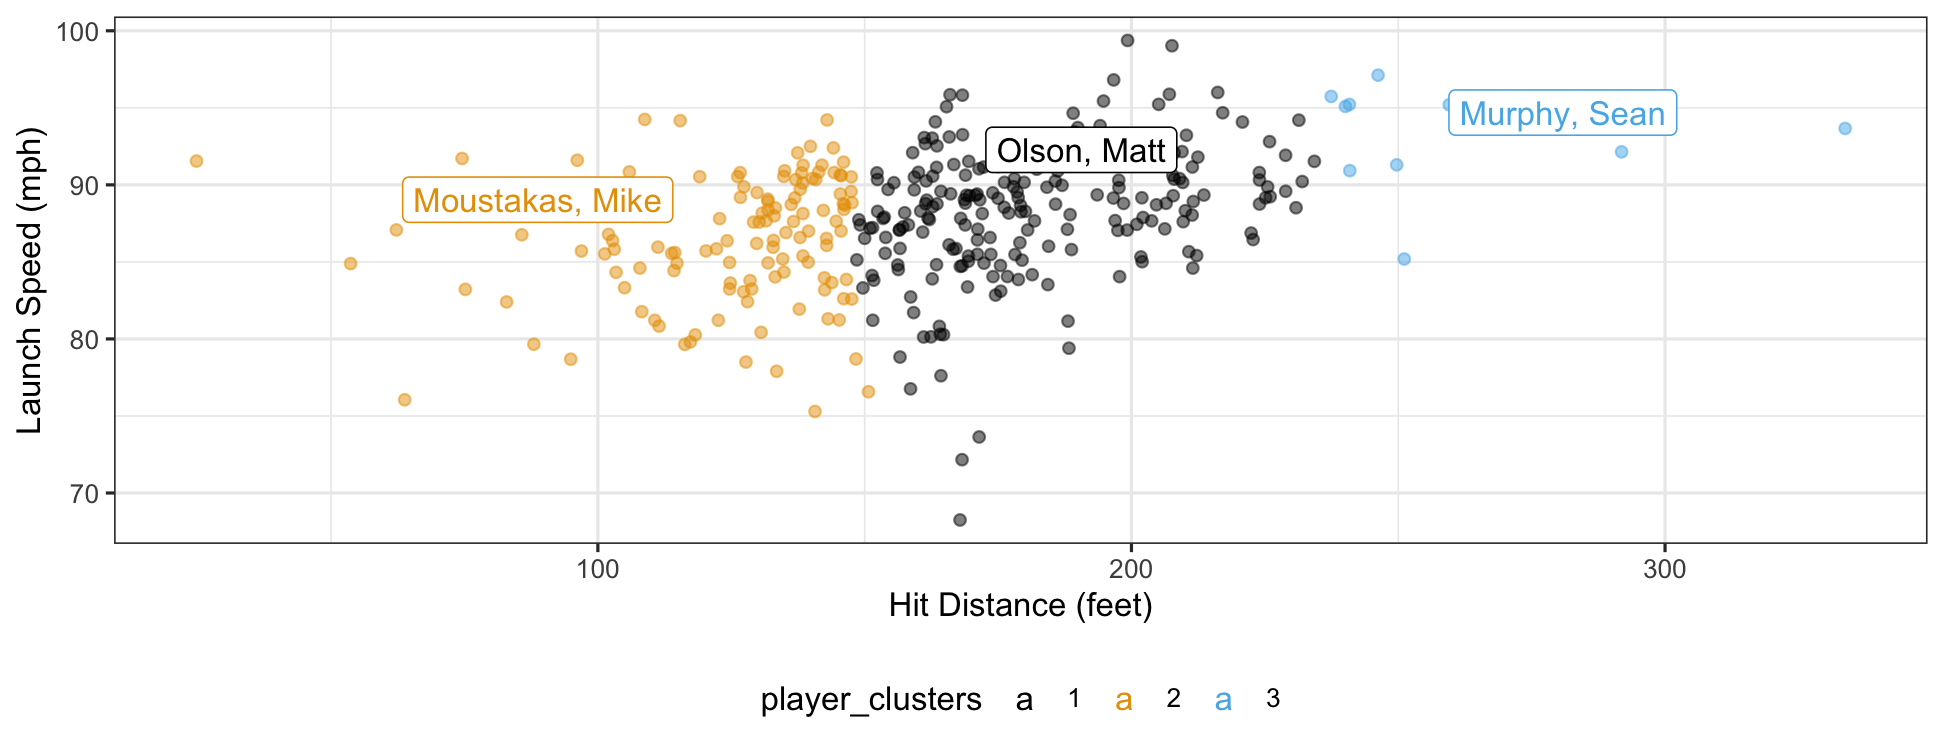 100
90
80
70
Launch Speed (mph)
Murphy, Sean
Olson, Matt
Moustakas, Mike
100 200 300
Hit Distance (feet)
player_clusters a 1 a 2 a 3